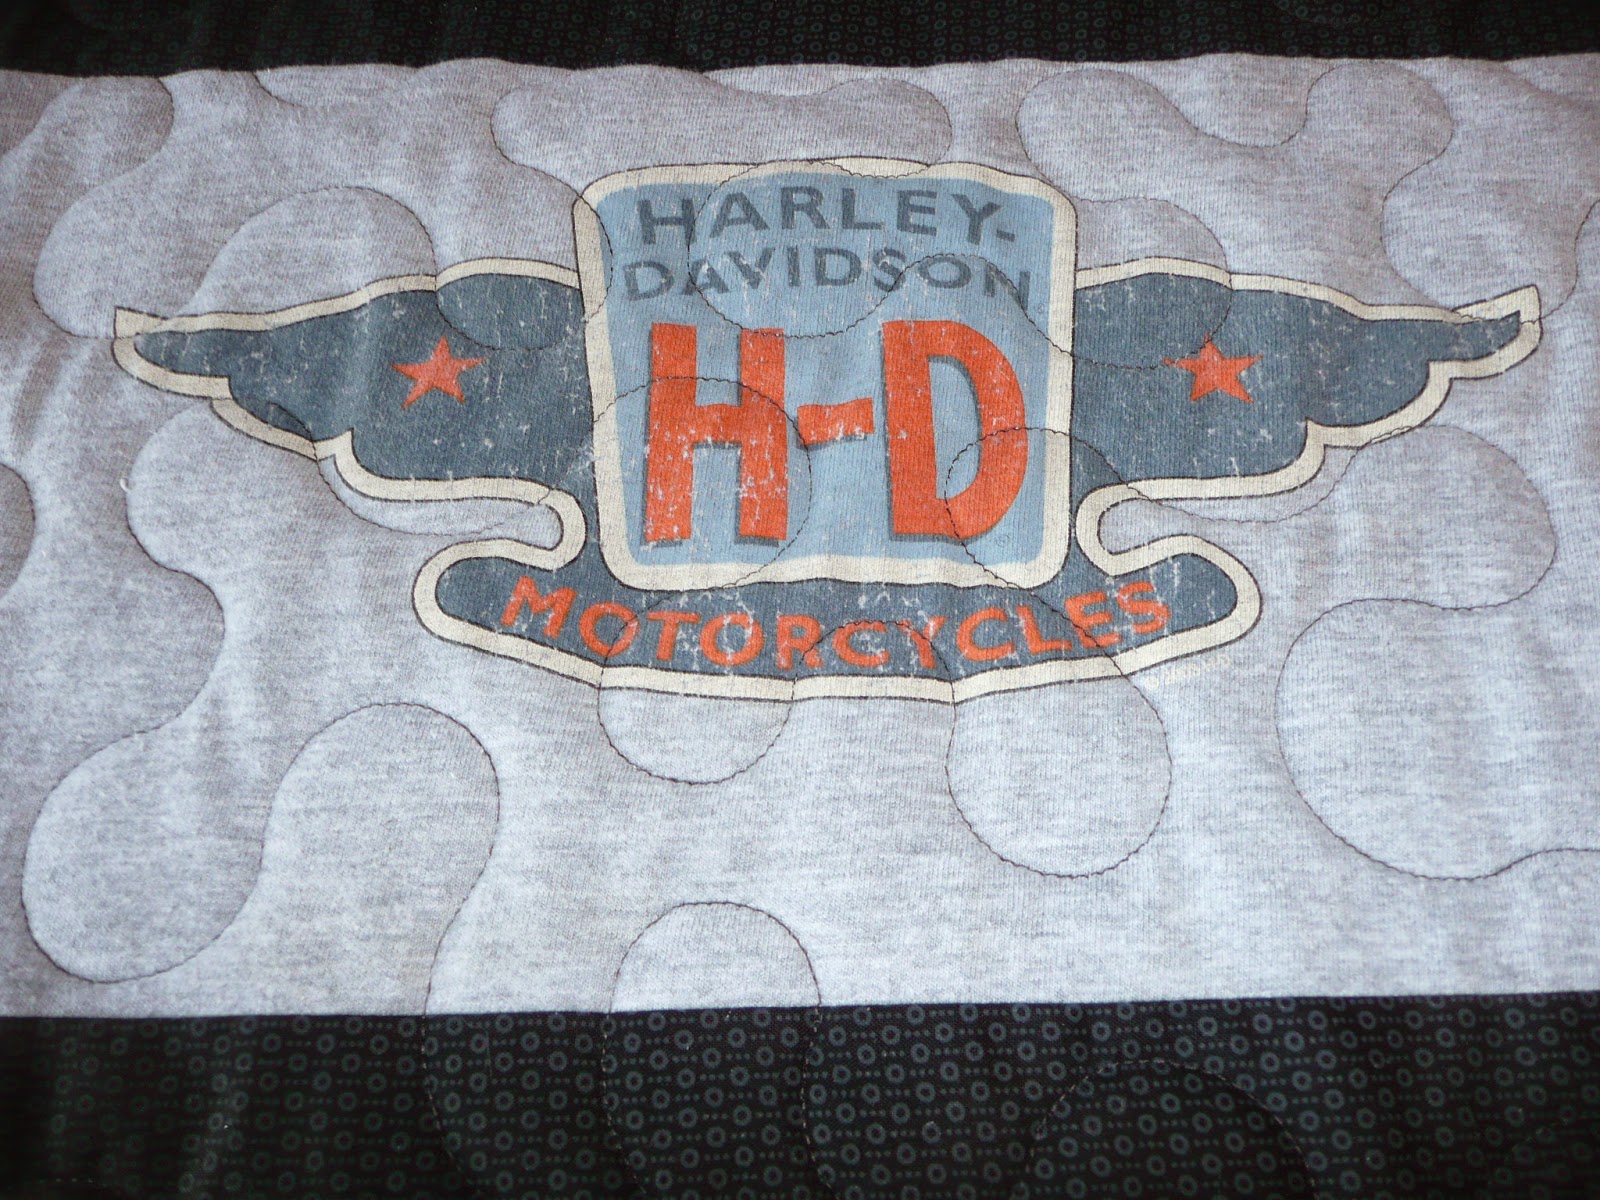 HARLEY-
DAVIDSON
H-D
MOTORCYCLES